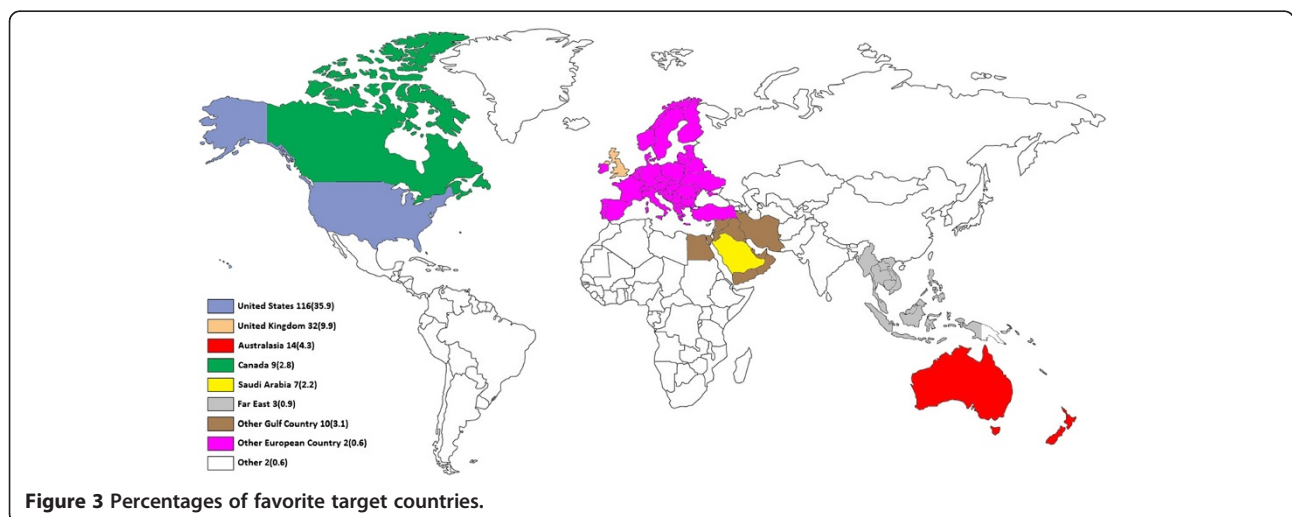 United States 116(35.9)
United Kingdom 32(9.9)
Australasia 14(4.3)
Canada 9(2.8)
Saudi Arabia 7(2.2)
Far East 3(0.9)
Other Gulf Country 10(3.1)
Other European Country 2(0.6)
Other 2(0.6)
Figure 3 Percentages of favorite target countries.